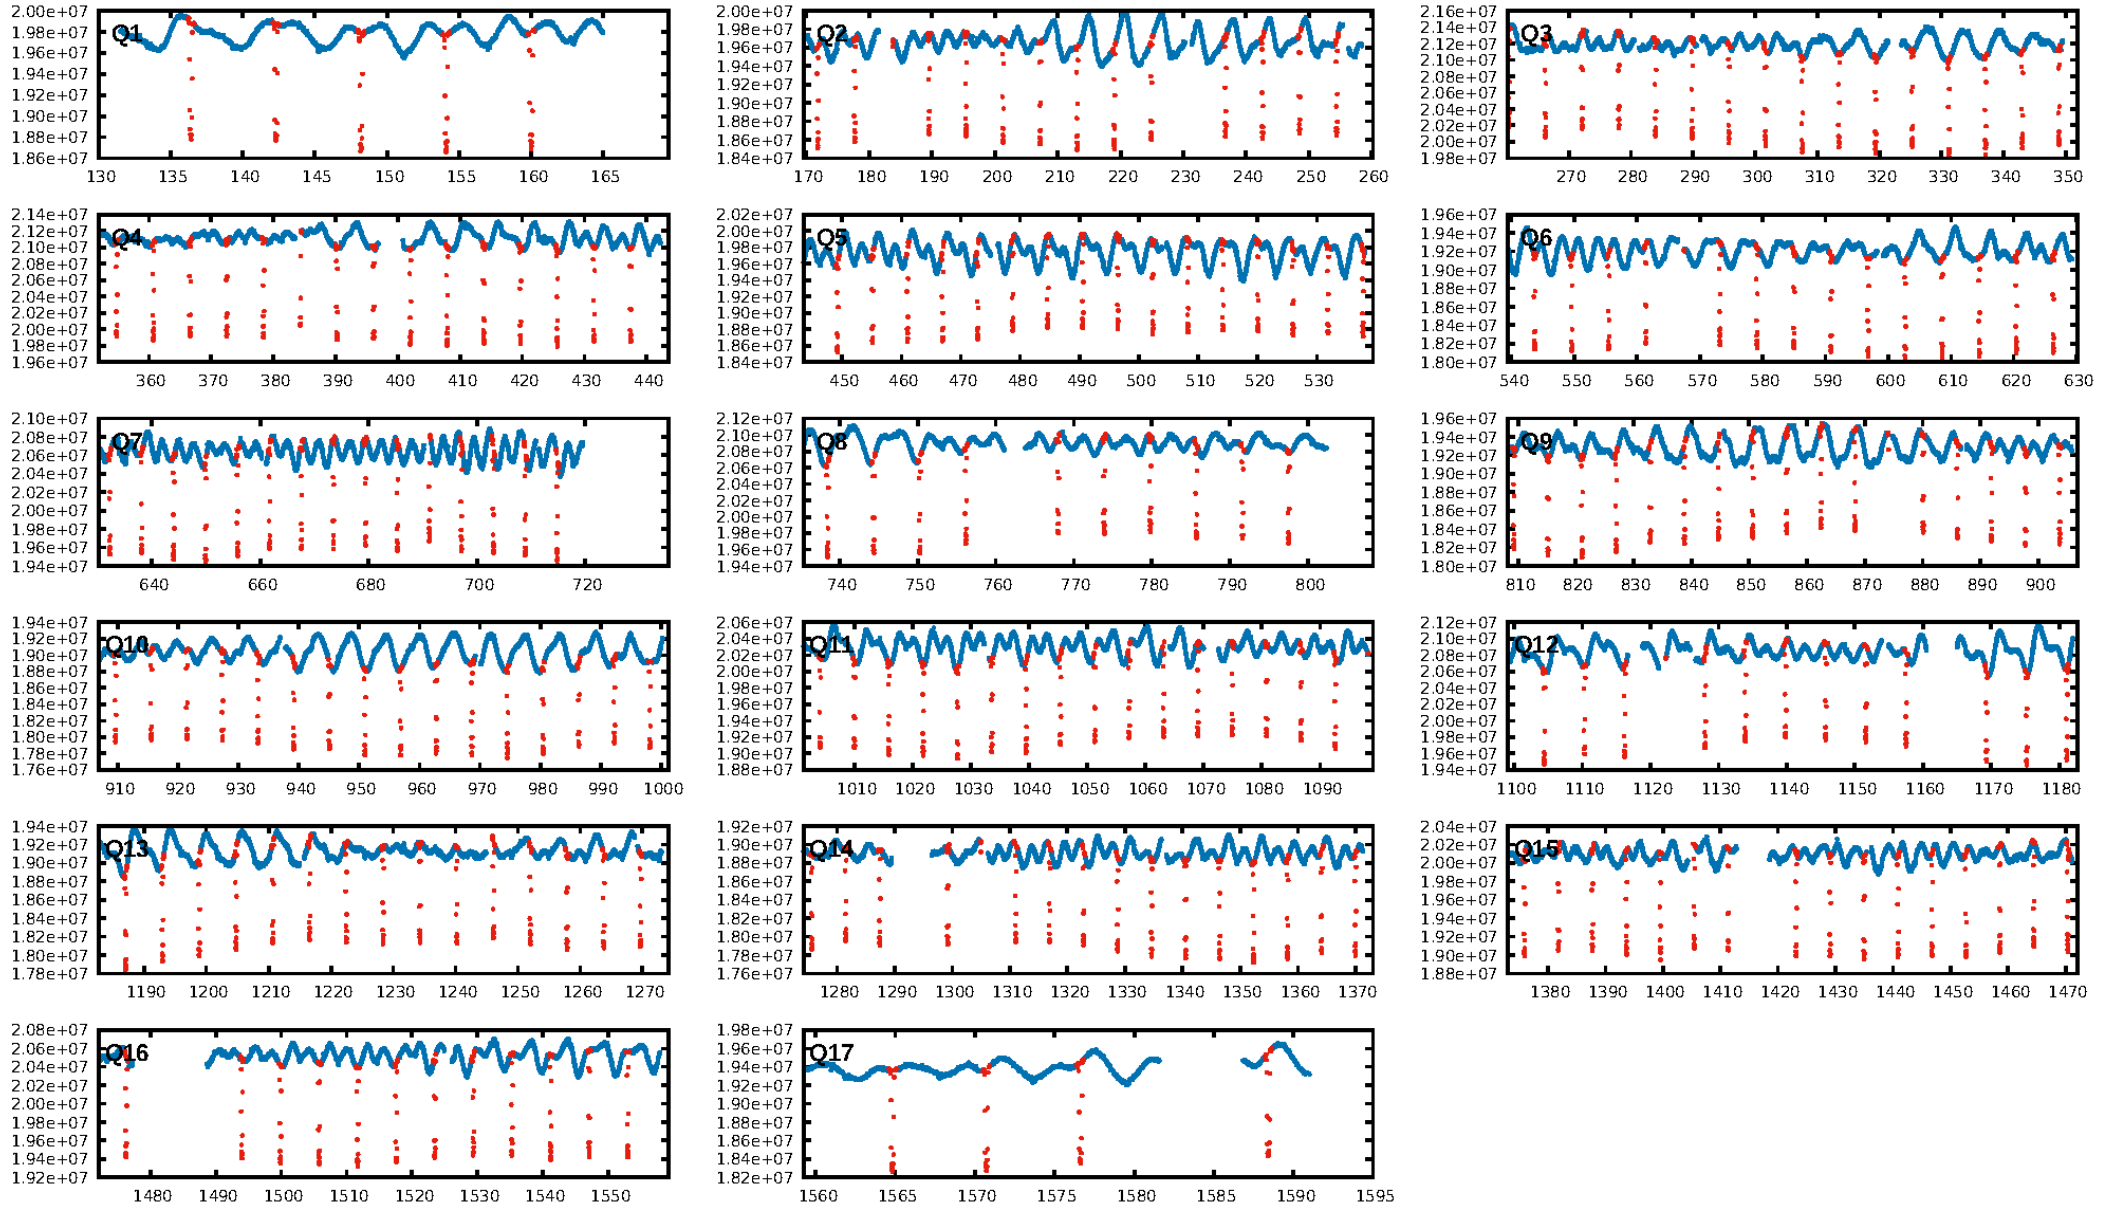 2.00e+07
1.98e+07
1.96e+07
1.94e+07
1.92e+07
1.90e+07
1.88e+07
1.86e+07
Q1
130 135 140 145 150 155 160 165
2.00e+07
1.98e+07
1.96e+07
1.94e+07
1.92e+07
1.90e+07
1.88e+07
1.86e+07
1.84e+07
Q2
170 180 190 200 210 220 230 240 250 260
2.16e+07
2.14e+07
2.12e+07
2.10e+07
2.08e+07
2.06e+07
2.04e+07
2.02e+07
2.00e+07
1.98e+07
Q3
270 280 290 300 310 320 330 340 350
2.14e+07
2.12e+07
2.10e+07
2.08e+07
2.06e+07
2.04e+07
2.02e+07
2.00e+07
1.98e+07
1.96e+07
Q4
360 370 380 390 400 410 420 430 440
2.02e+07
2.00e+07
1.98e+07
1.96e+07
1.94e+07
1.92e+07
1.90e+07
1.88e+07
1.86e+07
1.84e+07
Q5
450 460 470 480 490 500 510 520 530
1.96e+07
1.94e+07
1.92e+07
1.90e+07
1.88e+07
1.86e+07
1.84e+07
1.82e+07
1.80e+07
Q6
540 550 560 570 580 590 600 610 620 630
2.10e+07
2.08e+07
2.06e+07
2.04e+07
2.02e+07
2.00e+07
1.98e+07
1.96e+07
1.94e+07
Q7
640 660 680 700 720
2.12e+07
2.10e+07
2.08e+07
2.06e+07
2.04e+07
2.02e+07
2.00e+07
1.98e+07
1.96e+07
1.94e+07
Q8
740 750 760 770 780 790 800
1.96e+07
1.94e+07
1.92e+07
1.90e+07
1.88e+07
1.86e+07
1.84e+07
1.82e+07
1.80e+07
Q9
810 820 830 840 850 860 870 880 890 900
1.94e+07
1.92e+07
1.90e+07
1.88e+07
1.86e+07
1.84e+07
1.82e+07
1.80e+07
1.78e+07
1.76e+07
Q10
910 920 930 940 950 960 970 980 990 1000
2.06e+07
2.04e+07
2.02e+07
2.00e+07
1.98e+07
1.96e+07
1.94e+07
1.92e+07
1.90e+07
1.88e+07
Q11
1010 1020 1030 1040 1050 1060 1070 1080 1090
2.12e+07
2.10e+07
2.08e+07
2.06e+07
2.04e+07
2.02e+07
2.00e+07
1.98e+07
1.96e+07
1.94e+07
Q12
1100 1110 1120 1130 1140 1150 1160 1170 1180
1.94e+07
1.92e+07
1.90e+07
1.88e+07
1.86e+07
1.84e+07
1.82e+07
1.80e+07
1.78e+07
Q13
1190 1200 1210 1220 1230 1240 1250 1260 1270
1.92e+07
1.90e+07
1.88e+07
1.86e+07
1.84e+07
1.82e+07
1.80e+07
1.78e+07
1.76e+07
Q14
1280 1290 1300 1310 1320 1330 1340 1350 1360 1370
2.04e+07
2.02e+07
2.00e+07
1.98e+07
1.96e+07
1.94e+07
1.92e+07
1.90e+07
1.88e+07
Q15
1380 1390 1400 1410 1420 1430 1440 1450 1460 1470
2.08e+07
2.06e+07
2.04e+07
2.02e+07
2.00e+07
1.98e+07
1.96e+07
1.94e+07
1.92e+07
Q16
1480 1490 1500 1510 1520 1530 1540 1550
1.98e+07
1.96e+07
1.94e+07
1.92e+07
1.90e+07
1.88e+07
1.86e+07
1.84e+07
1.82e+07
Q17
1560 1565 1570 1575 1580 1585 1590 1595